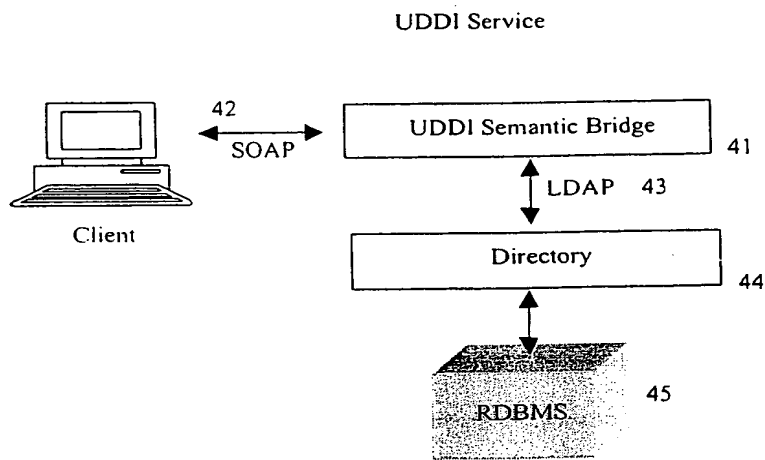 UDDI Service
42
SOAP
UDDI Semantic Bridge
41
LDAP 43
Client
Directory
44
RDBMS
45